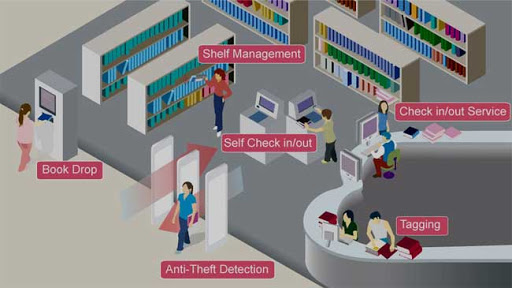 Shelf Management
Check in/out Service
Self Check in/out
Book Drop
Tagging
Anti-Theft Detection